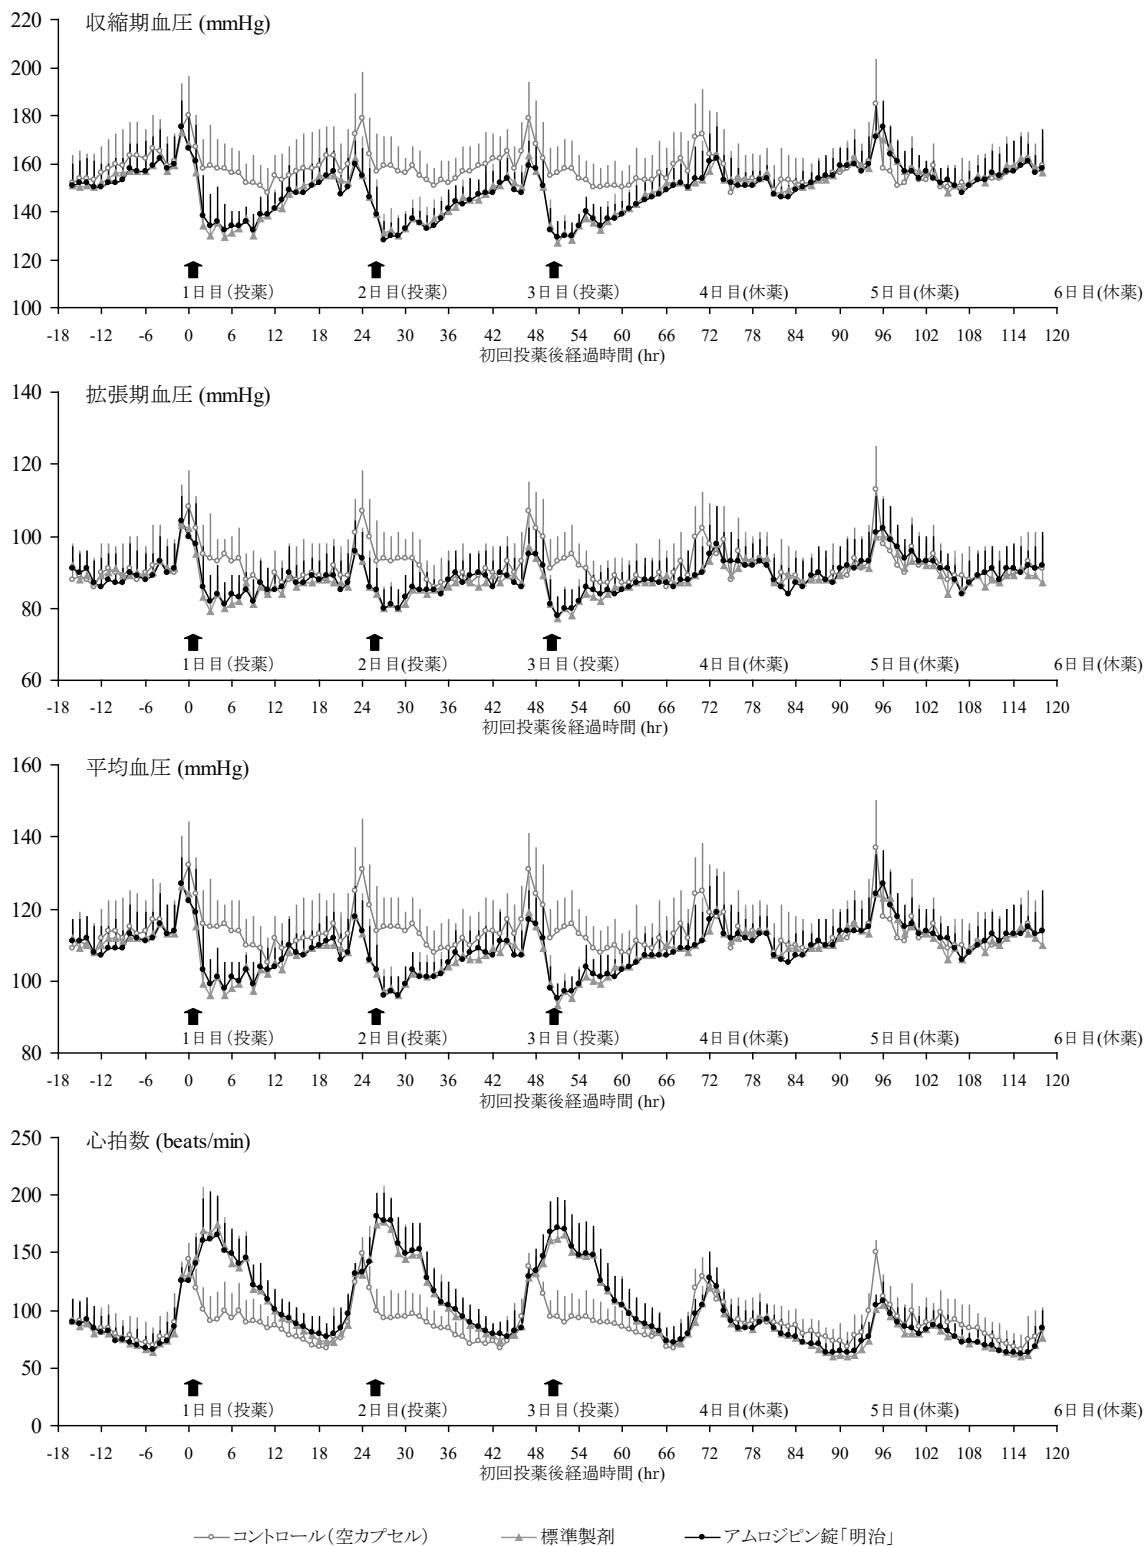 収縮期血圧 (mmHg)
220
200
180
160
140
120
100
1日目(投薬) 2日目(投薬) 3日目(投薬) 4日目(休薬) 5日目(休薬) 6日目(休薬)
-18 -12 -6 0 6 12 18 24 30 36 42 48 54 60 66 72 78 84 90 96 102 108 114 120
初回投薬後経過時間 (hr)
拡張期血圧 (mmHg)
140
120
100
80
60
1日目(投薬) 2日目(投薬) 3日目(投薬) 4日目(休薬) 5日目(休薬) 6日目(休薬)
-18 -12 -6 0 6 12 18 24 30 36 42 48 54 60 66 72 78 84 90 96 102 108 114 120
初回投薬後経過時間 (hr)
平均血圧 (mmHg)
160
140
120
100
80
1日目(投薬) 2日目(投薬) 3日目(投薬) 4日目(休薬) 5日目(休薬) 6日目(休薬)
-18 -12 -6 0 6 12 18 24 30 36 42 48 54 60 66 72 78 84 90 96 102 108 114 120
初回投薬後経過時間 (hr)
心拍数 (beats/min)
250
200
150
100
50
0
1日目(投薬) 2日目(投薬) 3日目(投薬) 4日目(休薬) 5日目(休薬) 6日目(休薬)
-18 -12 -6 0 6 12 18 24 30 36 42 48 54 60 66 72 78 84 90 96 102 108 114 120
初回投薬後経過時間 (hr)
コントロール(空カプセル) 標準製剤 アムロジピン錠「明治」